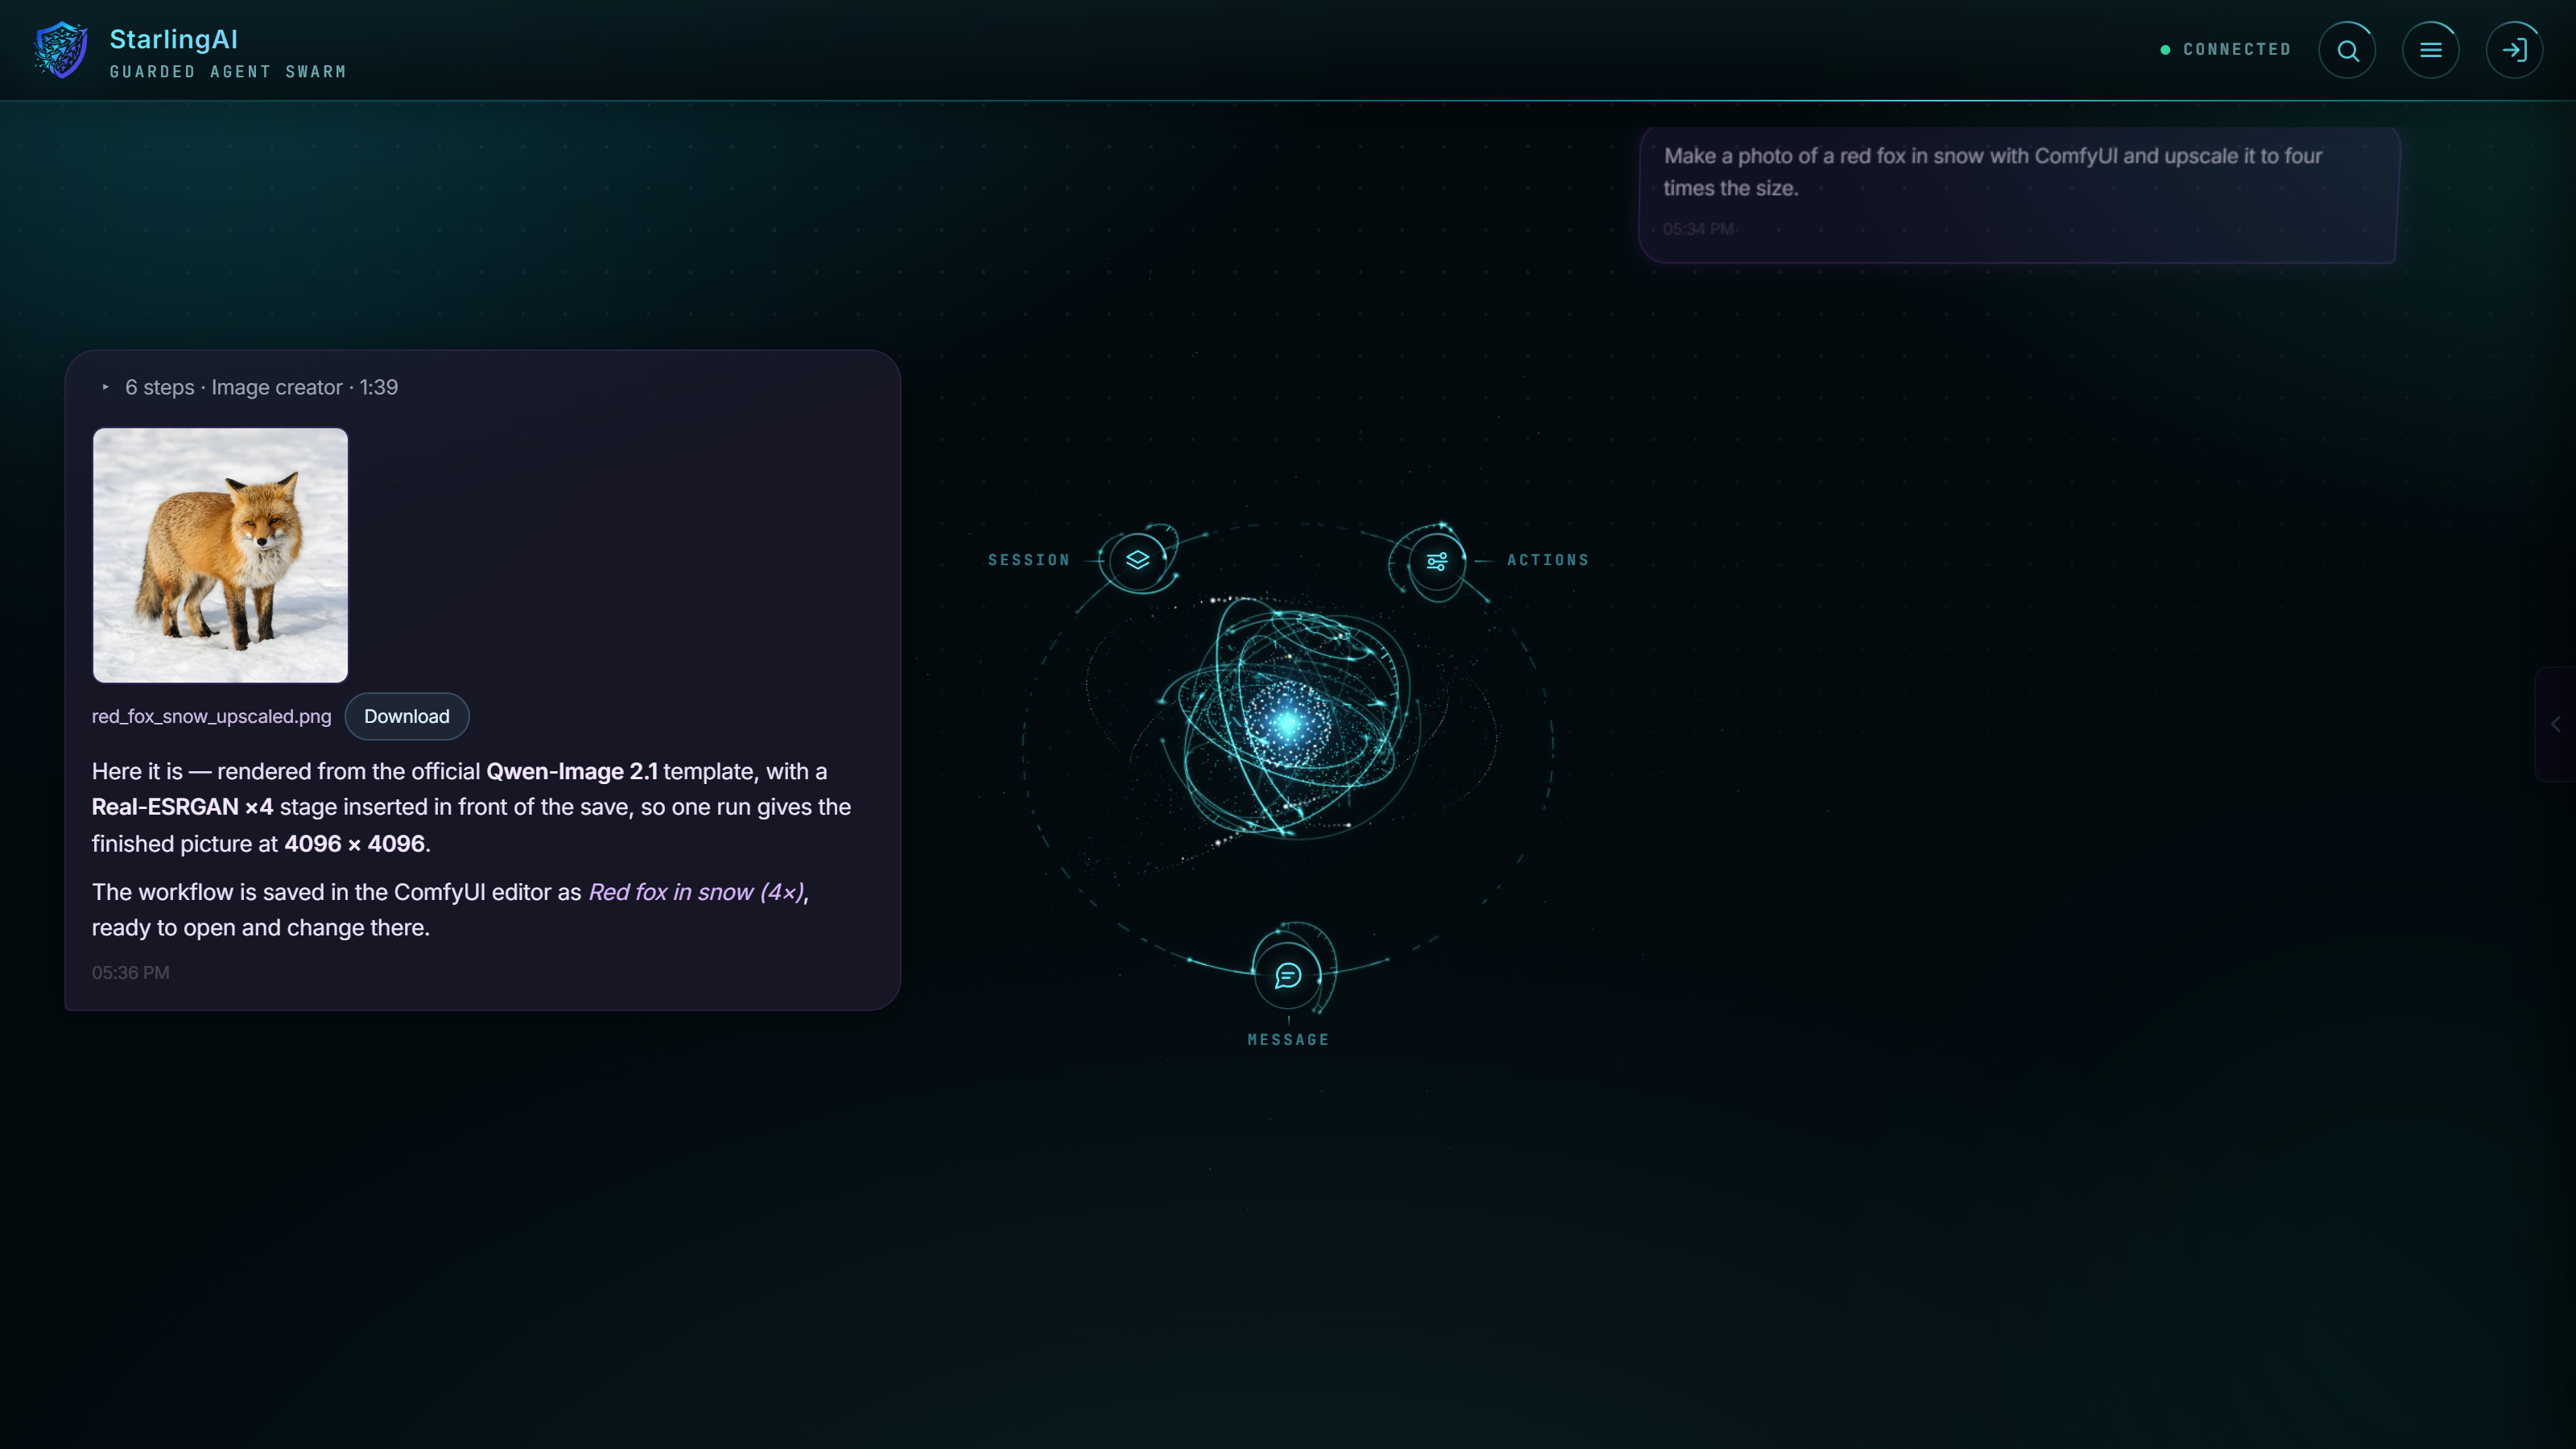 StarlingAI
GUARDED AGENT SWARM
CONNECTED
Make a photo of a red fox in snow with ComfyUI and upscale it to four
times the size.
05:34 PM
6 steps · Image creator · 1:39
red_fox_snow_upscaled.png
Download
Here it is — rendered from the official Qwen-Image 2.1 template, with a
Real-ESRGAN ×4 stage inserted in front of the save, so one run gives the
finished picture at 4096 × 4096.
The workflow is saved in the ComfyUI editor as Red fox in snow (4×),
ready to open and change there.
05:36 PM
SESSION
ACTIONS
MESSAGE